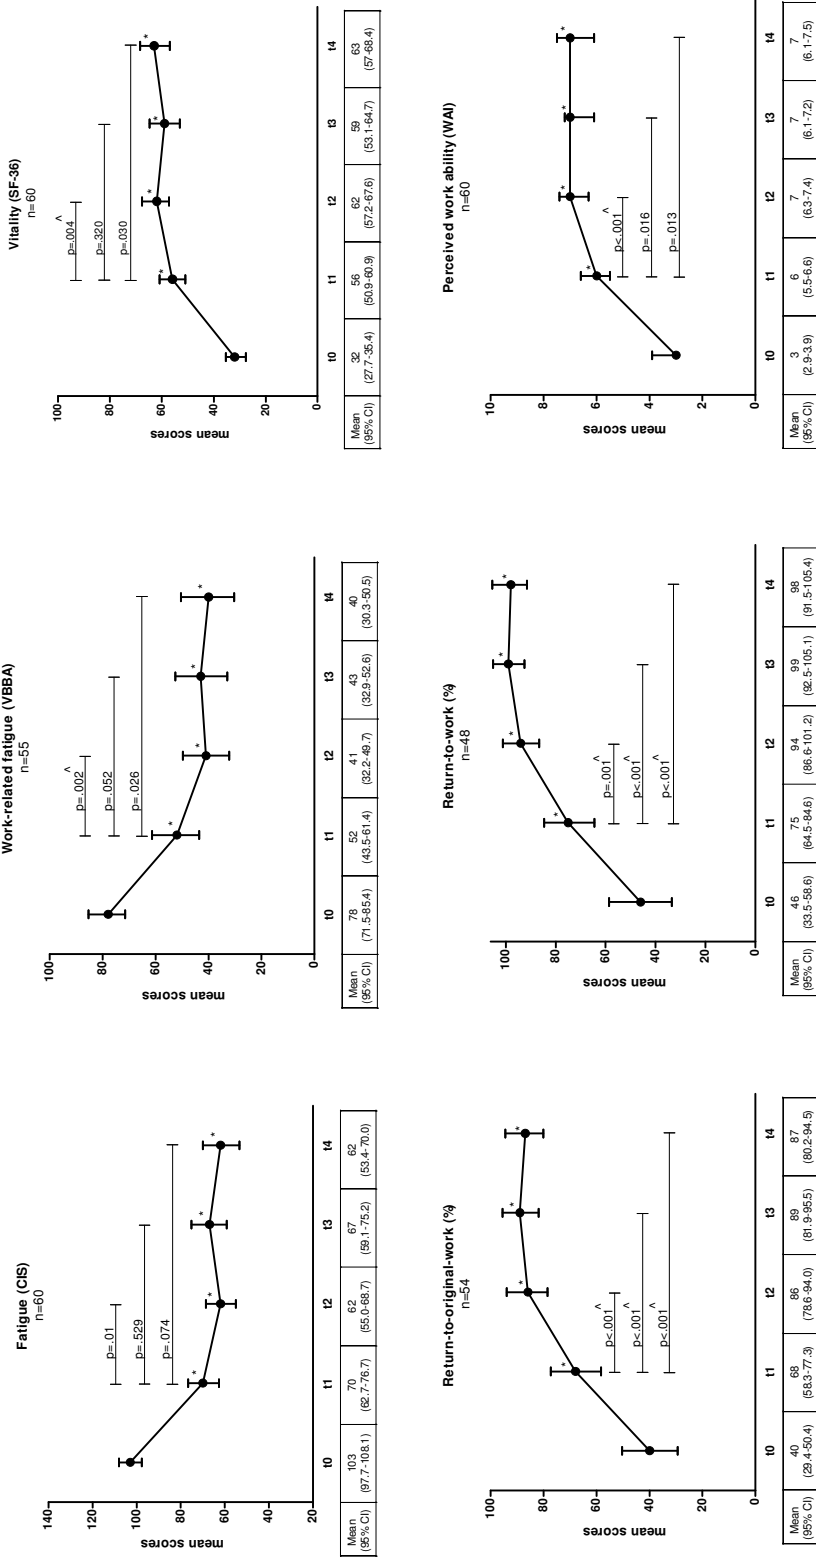 Fatigue (CIS)
n=60
140
120
100
80
60
40
20
mean scores
p=.01
p=.529
p=.074
*
*
*
*
t0 t1 t2 t3 t4
Mean 103 70 62 67 62
(95% CI) (97.7-108.1) (62.7-76.7) (55.0-68.7) (59.1-75.2) (53.4-70.0)
Work-related fatigue (VBBA)
n=55
100
80
60
40
20
0
mean scores
p=.002 ^
p=.052
p=.026
*
*
*
*
t0 t1 t2 t3 t4
Mean 78 52 41 43 40
(95% CI) (71.5-85.4) (43.5-61.4) (32.2-49.7) (32.9-52.6) (30.3-50.5)
Vitality (SF-36)
n=60
100
80
60
40
20
0
mean scores
p=.004 ^
p=.320
p=.030
*
*
*
*
t0 t1 t2 t3 t4
Mean 32 56 62 59 63
(95% CI) (27.7-35.4) (50.9-60.9) (57.2-67.6) (53.1-64.7) (57-68.4)
Return-to-original-work (%)
n=54
100
80
60
40
20
0
mean scores
*
*
*
*
p<.001 ^
p<.001 ^
p<.001 ^
t0 t1 t2 t3 t4
Mean 40 68 86 89 87
(95% CI) (29.4-50.4) (58.3-77.3) (78.6-94.0) (81.9-95.5) (80.2-94.5)
Return-to-work (%)
n=48
100
80
60
40
20
0
mean scores
*
*
*
*
p=.001 ^
p<.001 ^
p<.001 ^
t0 t1 t2 t3 t4
Mean 46 75 94 99 98
(95% CI) (33.5-58.6) (64.5-84.6) (86.6-101.2) (92.5-105.1) (91.5-105.4)
Perceived work ability (WAI)
n=60
10
8
6
4
2
0
mean scores
*
*
*
*
p<.001 ^
p=.016
p=.013
t0 t1 t2 t3 t4
Mean 3 6 7 7 7
(95% CI) (2.9-3.9) (5.5-6.6) (6.3-7.4) (6.1-7.2) (6.1-7.5)